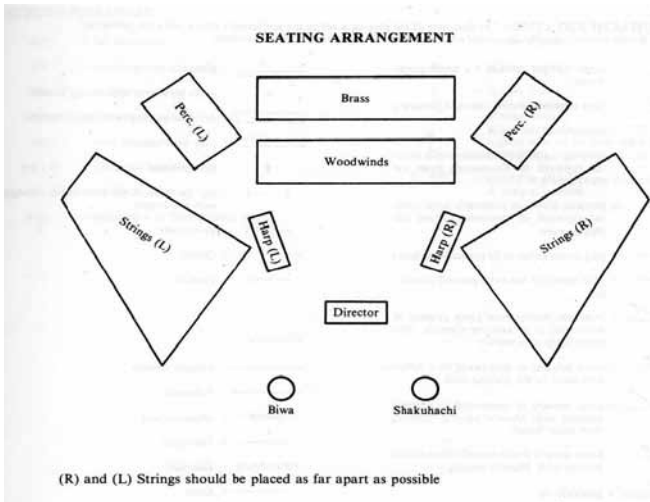 SEATING ARRANGEMENT
Perc. (L)
Brass
Perc. (R)
Woodwinds
Strings (L)
Harp (L)
Harp (R)
Strings (R)
Director
Biwa
Shakuhachi
(R) and (L) Strings should be placed as far apart as possible